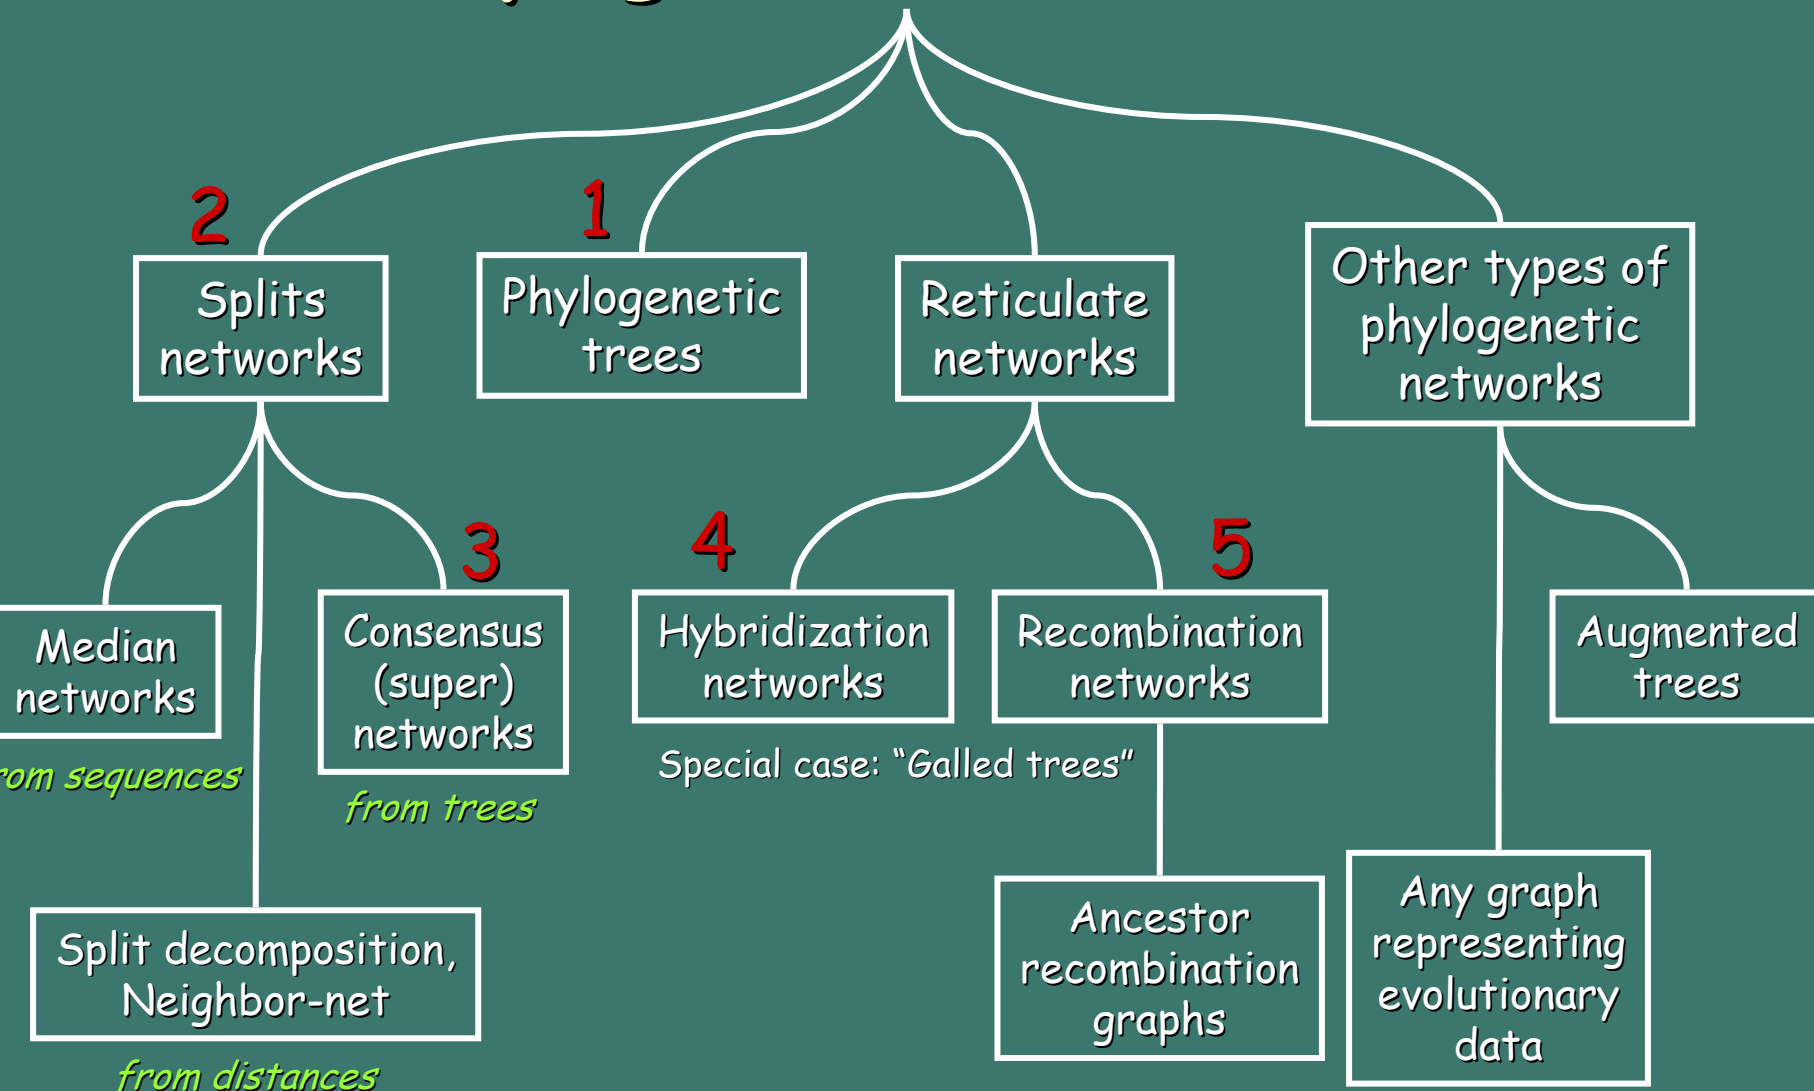 2
1
Splits
networks
Phylogenetic
trees
Reticulate
networks
Other types of
phylogenetic
networks
3
4
5
Median
networks
Consensus
(super)
networks
Hybridization
networks
Recombination
networks
Augmented
trees
sequences
from trees
Special case: “Galled trees”
Split decomposition,
Neighbor-net
from distances
Ancestor
recombination
graphs
Any graph
representing
evolutionary
data